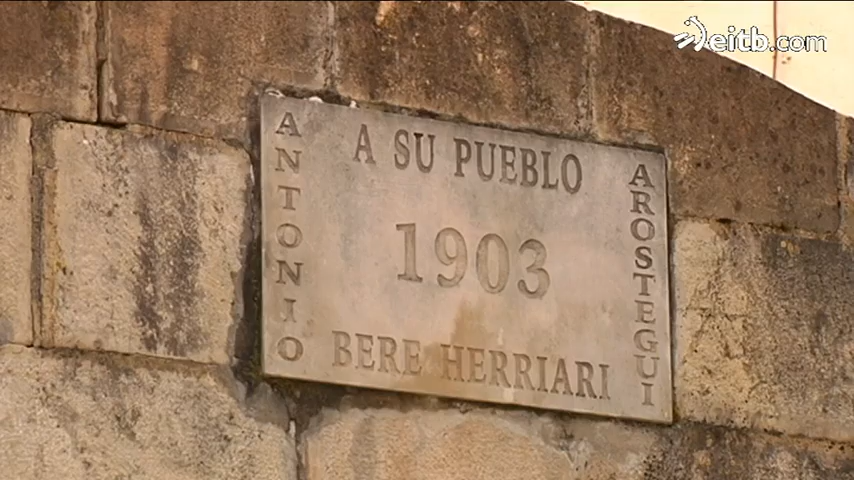 eitb.com
ANTONIO
A SU PUEBLO
1903
BERE HERRIARI
AROSTEGUI